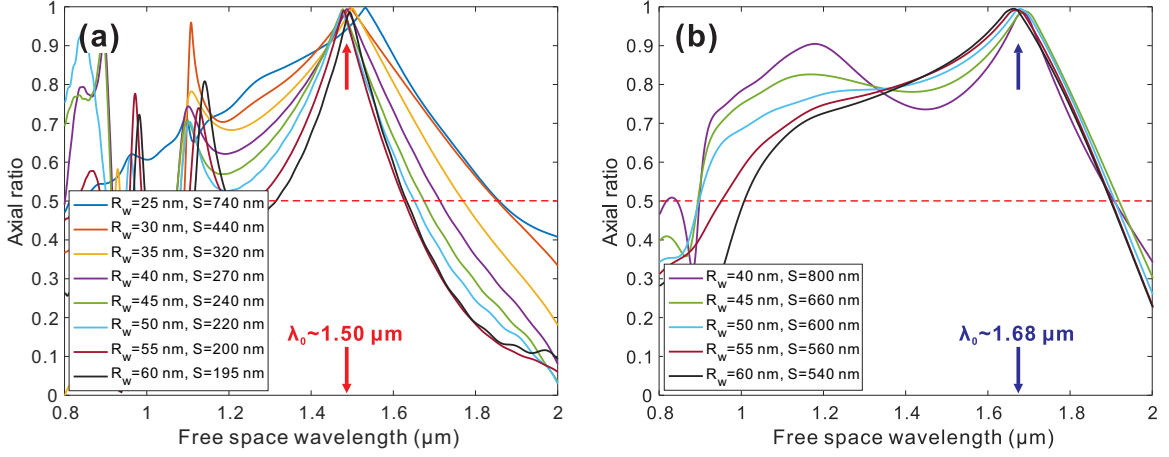 (a)
Axial ratio
1
0.9
0.8
0.7
0.6
0.5
0.4
0.3
0.2
0.1
0
R_w=25 nm, S=740 nm
R_w=30 nm, S=440 nm
R_w=35 nm, S=320 nm
R_w=40 nm, S=270 nm
R_w=45 nm, S=240 nm
R_w=50 nm, S=220 nm
R_w=55 nm, S=200 nm
R_w=60 nm, S=195 nm
λ₀~1.50 μm
0.8 1 1.2 1.4 1.6 1.8 2
Free space wavelength (μm)
(b)
Axial ratio
1
0.9
0.8
0.7
0.6
0.5
0.4
0.3
0.2
0.1
0
R_w=40 nm, S=800 nm
R_w=45 nm, S=660 nm
R_w=50 nm, S=600 nm
R_w=55 nm, S=560 nm
R_w=60 nm, S=540 nm
λ₀~1.68 μm
0.8 1 1.2 1.4 1.6 1.8 2
Free space wavelength (μm)